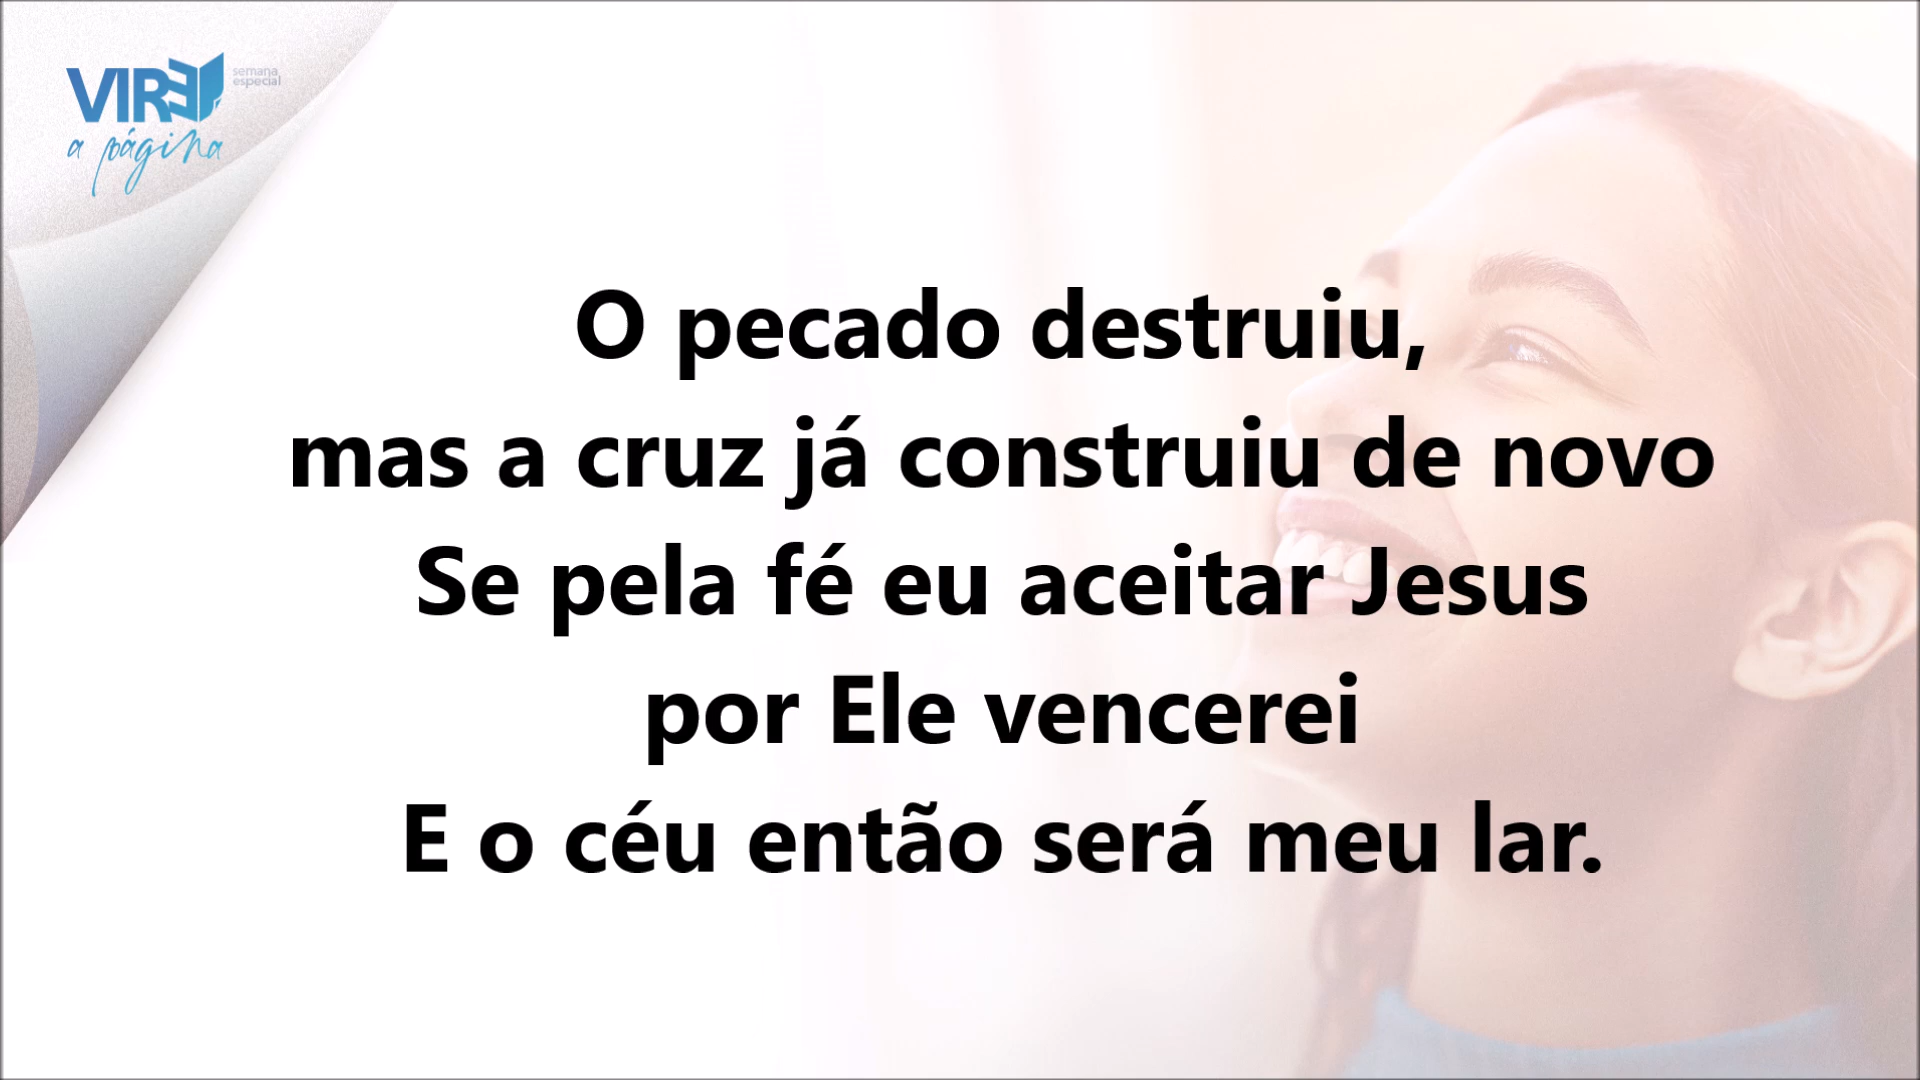 VIRE
a página
semana
especial
O pecado destruiu,
mas a cruz já construiu de novo
Se pela fé eu aceitar Jesus
por Ele vencerei
E o céu então será meu lar.